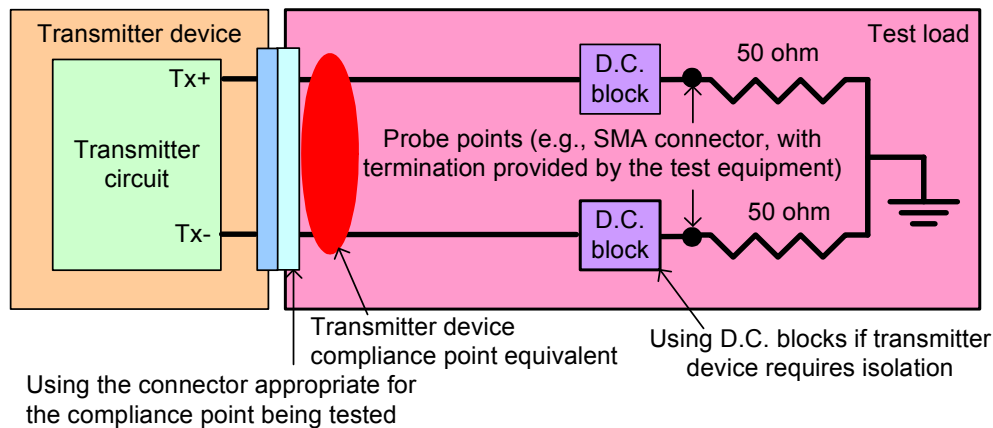 Transmitter device
Test load
Tx+
Transmitter
circuit
Tx-
D.C.
block
50 ohm
Probe points (e.g., SMA connector, with
termination provided by the test equipment)
D.C.
block
50 ohm
Transmitter device
compliance point equivalent
Using D.C. blocks if transmitter
device requires isolation
Using the connector appropriate for
the compliance point being tested